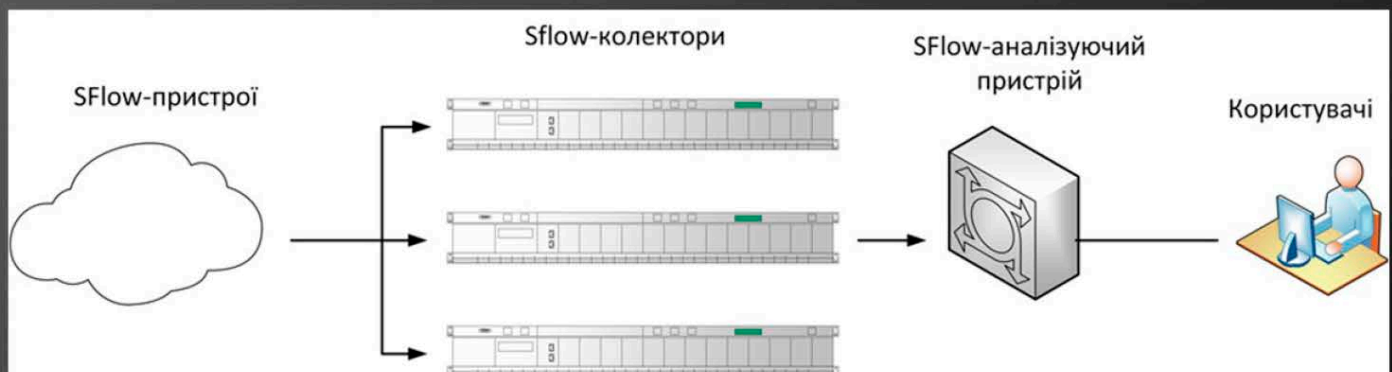 SFlow-пристрої
Sflow-колектори
SFlow-аналізуючий
пристрій
Користувачі